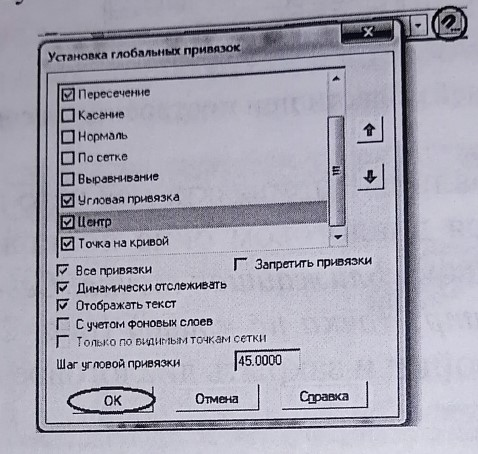 Установка глобальных привязок
Пересечение
Касание
Нормаль
По сетке
Выравнивание
Угловая привязка
Центр
Точка на кривой
Все привязки Запретить привязки
Динамически отслеживать
Отображать текст
С учетом фоновых слоев
Только по видимым точкам сетки
Шаг угловой привязки 45.0000
OK Отмена Справка